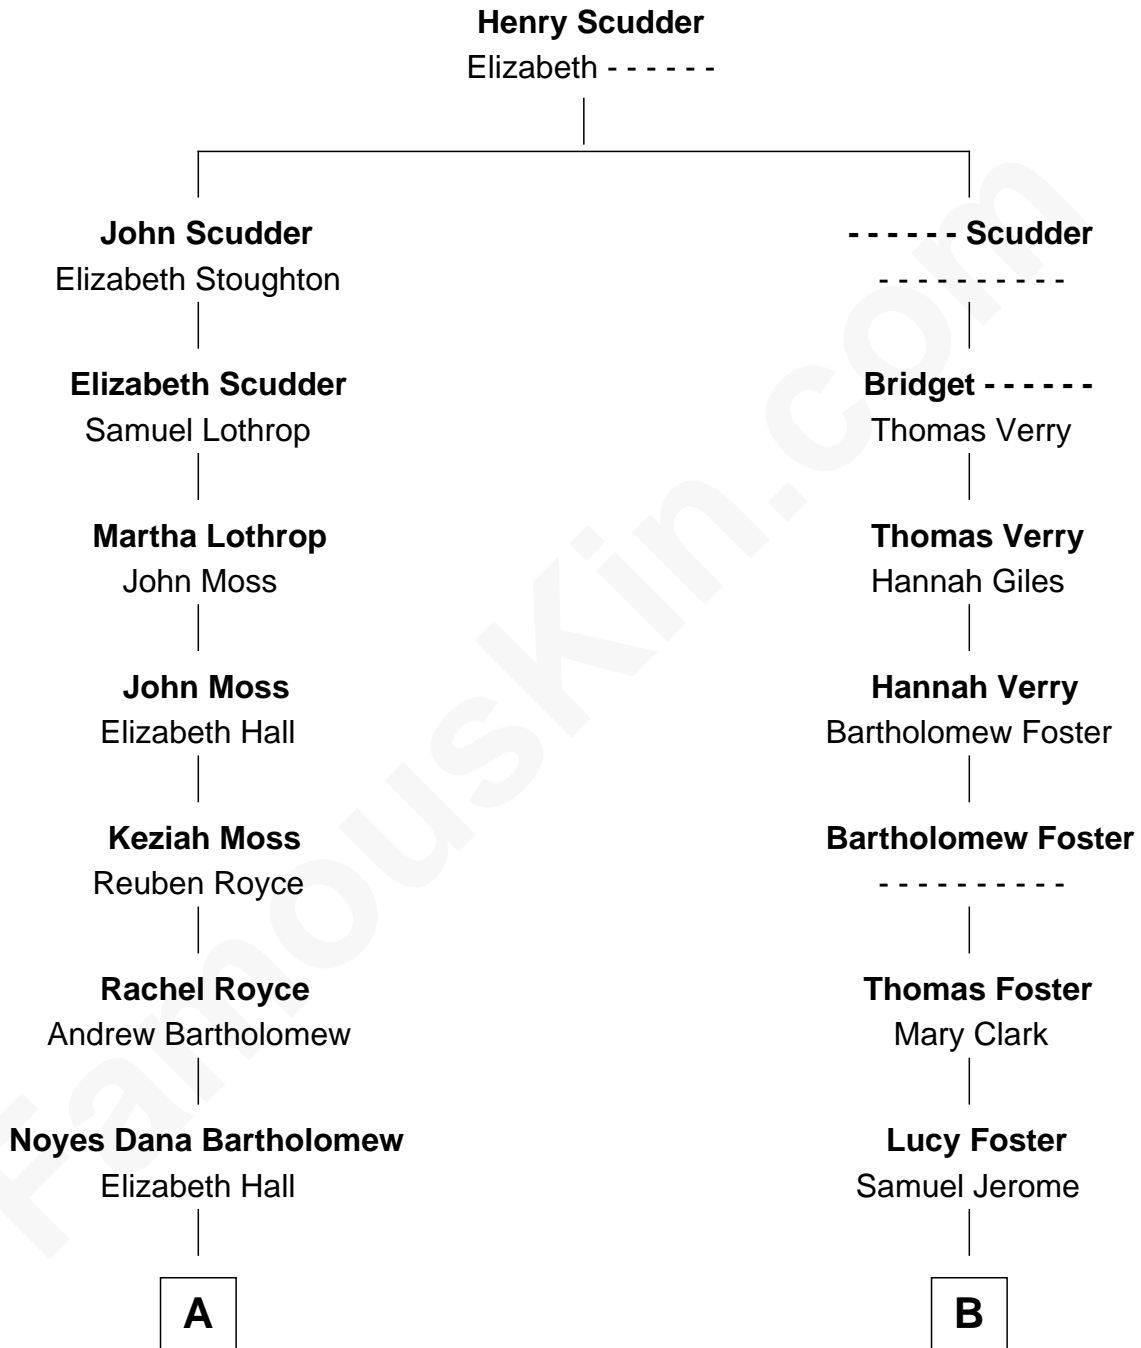 Henry Scudder
Elizabeth - - - - - -
John Scudder
Elizabeth Stoughton
- - - - - - Scudder
- - - - - - - - - -
Elizabeth Scudder
Samuel Lothrop
Bridget - - - - - -
Thomas Verry
Martha Lothrop
John Moss
Thomas Verry
Hannah Giles
John Moss
Elizabeth Hall
Hannah Verry
Bartholomew Foster
Keziah Moss
Reuben Royce
Bartholomew Foster
- - - - - - - - - -
Rachel Royce
Andrew Bartholomew
Thomas Foster
Mary Clark
Noyes Dana Bartholomew
Elizabeth Hall
Lucy Foster
Samuel Jerome
A
B
FamousKin.com